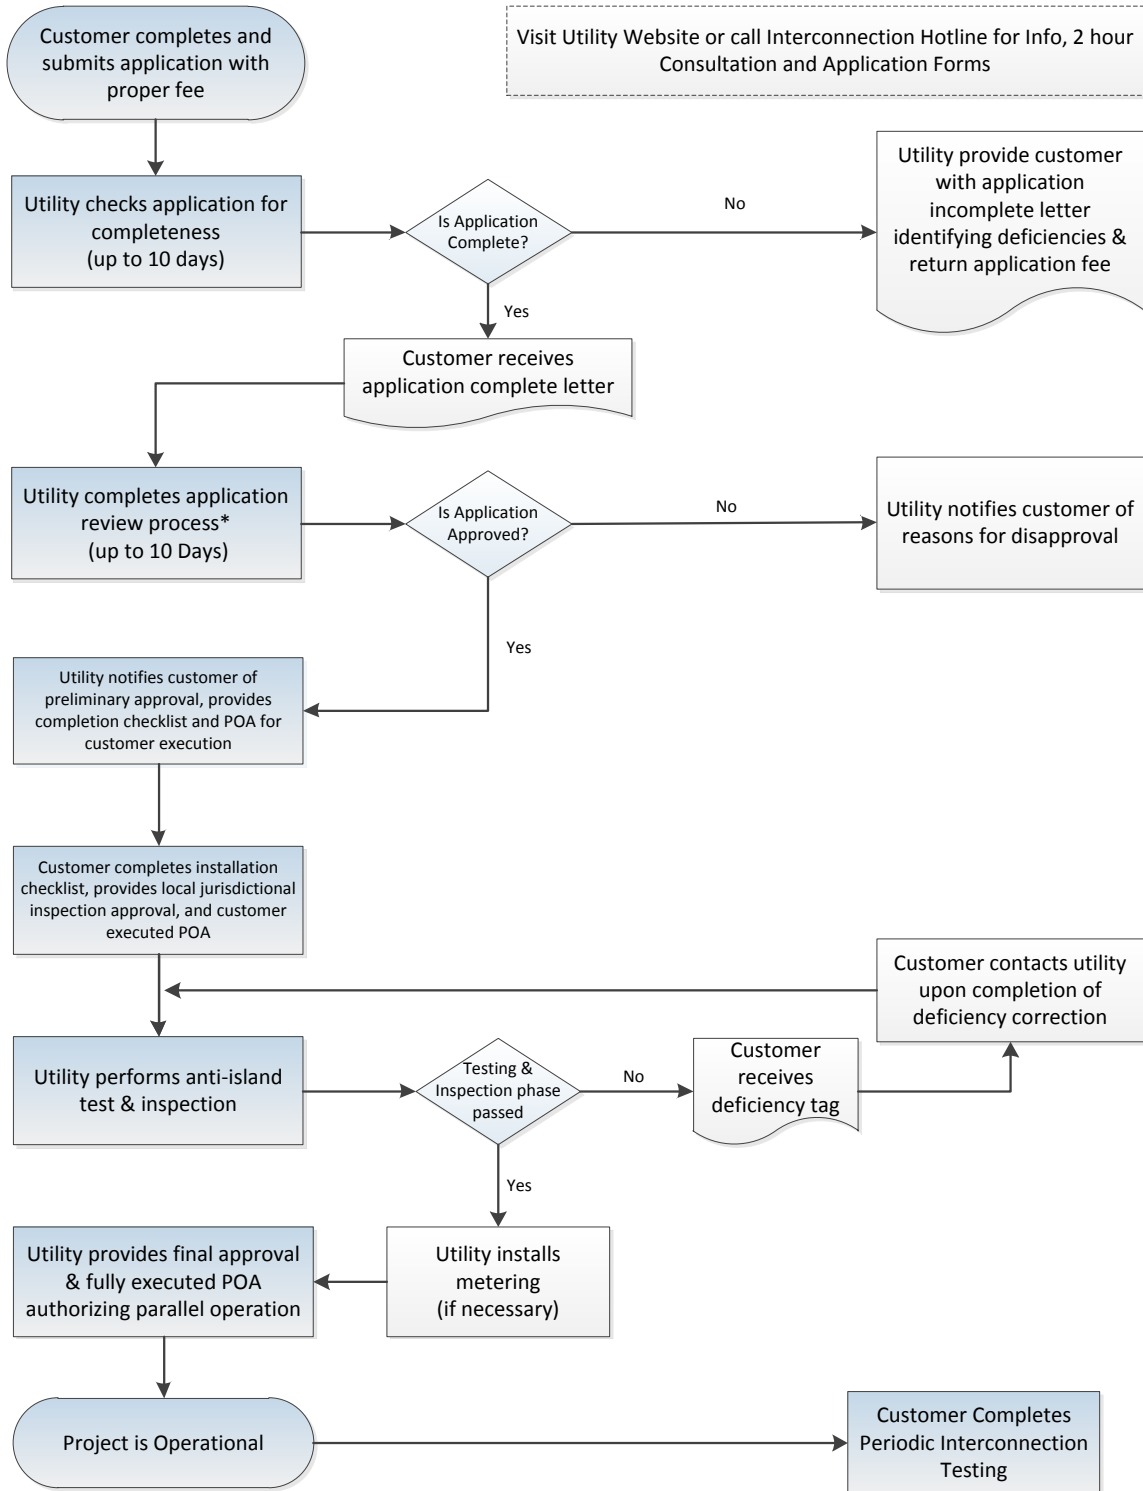 Customer completes and
submits application with
proper fee
Visit Utility Website or call Interconnection Hotline for Info, 2 hour
Consultation and Application Forms
Utility checks application for
completeness
(up to 10 days)
Is Application
Complete?
No
Utility provide customer
with application
incomplete letter
identifying deficiencies &
return application fee
Yes
Customer receives
application complete letter
Utility completes application
review process*
(up to 10 Days)
Is Application
Approved?
No
Utility notifies customer of
reasons for disapproval
Yes
Utility notifies customer of
preliminary approval, provides
completion checklist and POA for
customer execution
Customer completes installation
checklist, provides local jurisdictional
inspection approval, and customer
executed POA
Customer contacts utility
upon completion of
deficiency correction
Utility performs anti-island
test & inspection
Testing &
Inspection phase
passed
No
Customer
receives
deficiency tag
Yes
Utility provides final approval
& fully executed POA
authorizing parallel operation
Utility installs
metering
(if necessary)
Project is Operational
Customer Completes
Periodic Interconnection
Testing